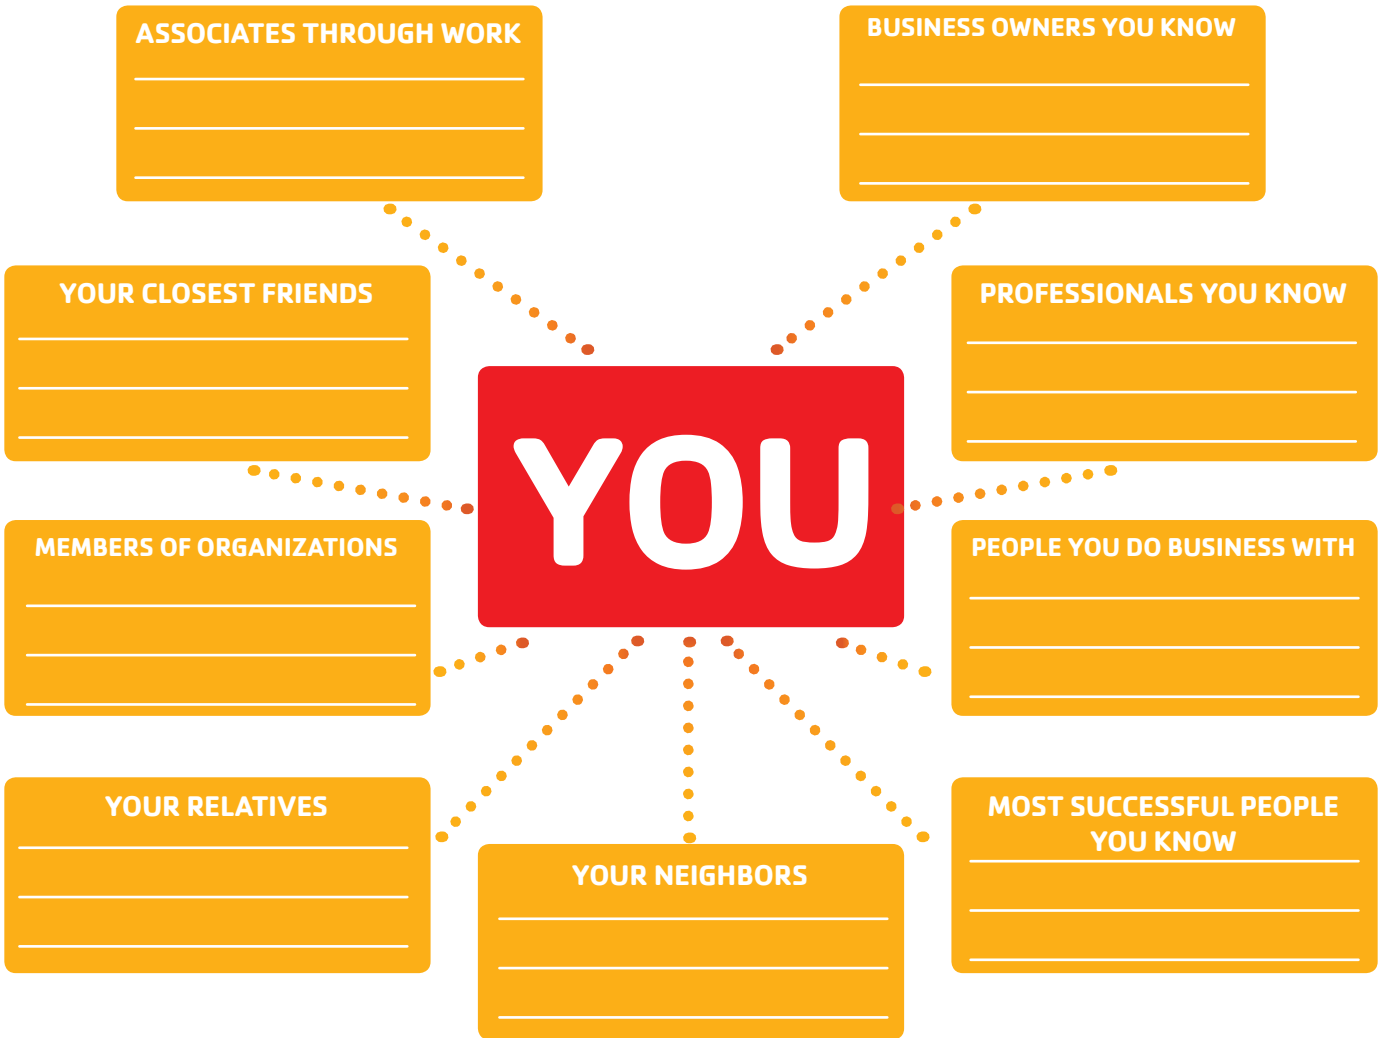 ASSOCIATES THROUGH WORK
BUSINESS OWNERS YOU KNOW
YOUR CLOSEST FRIENDS
PROFESSIONALS YOU KNOW
YOU
MEMBERS OF ORGANIZATIONS
PEOPLE YOU DO BUSINESS WITH
YOUR RELATIVES
MOST SUCCESSFUL PEOPLE
YOU KNOW
YOUR NEIGHBORS